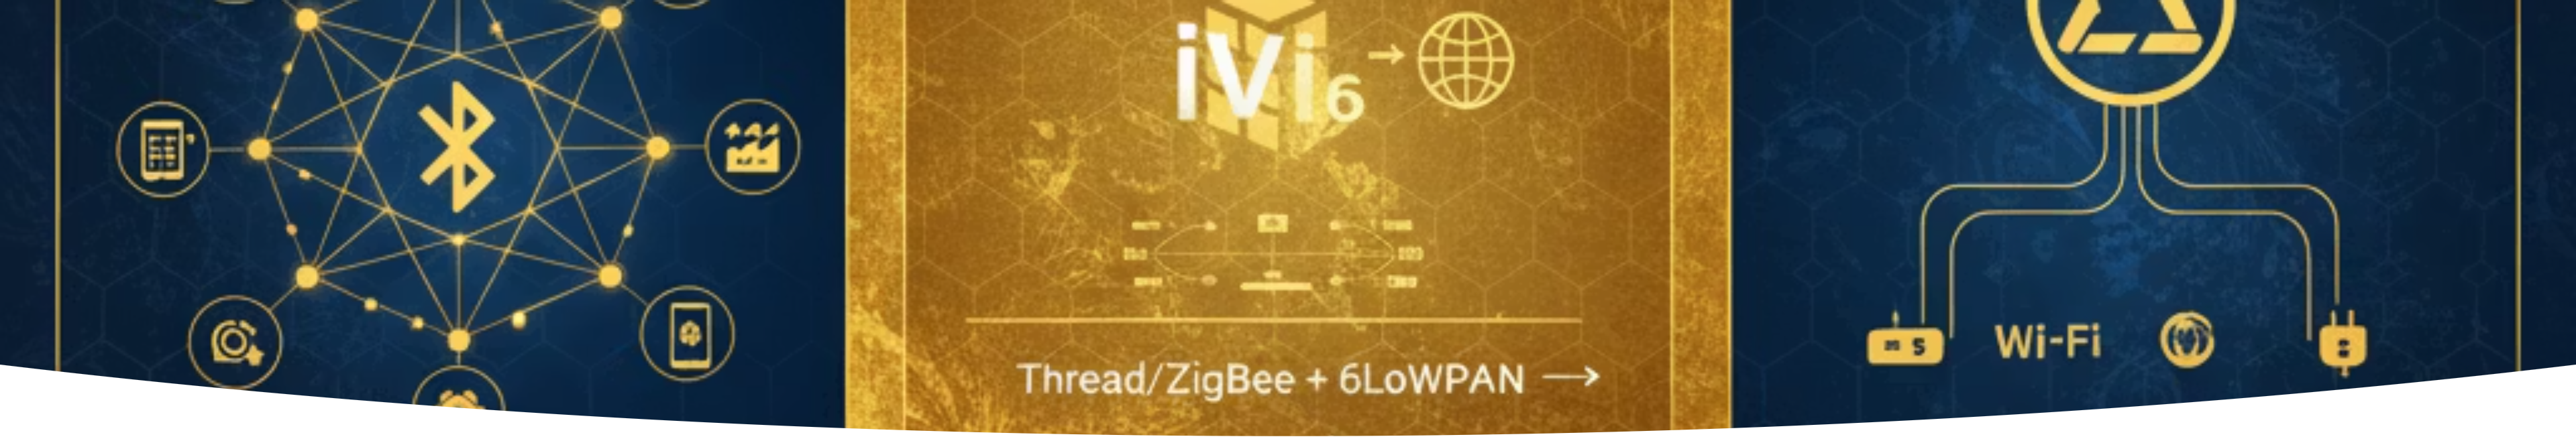 iVi6
Thread/ZigBee + 6LoWPAN
Wi-Fi